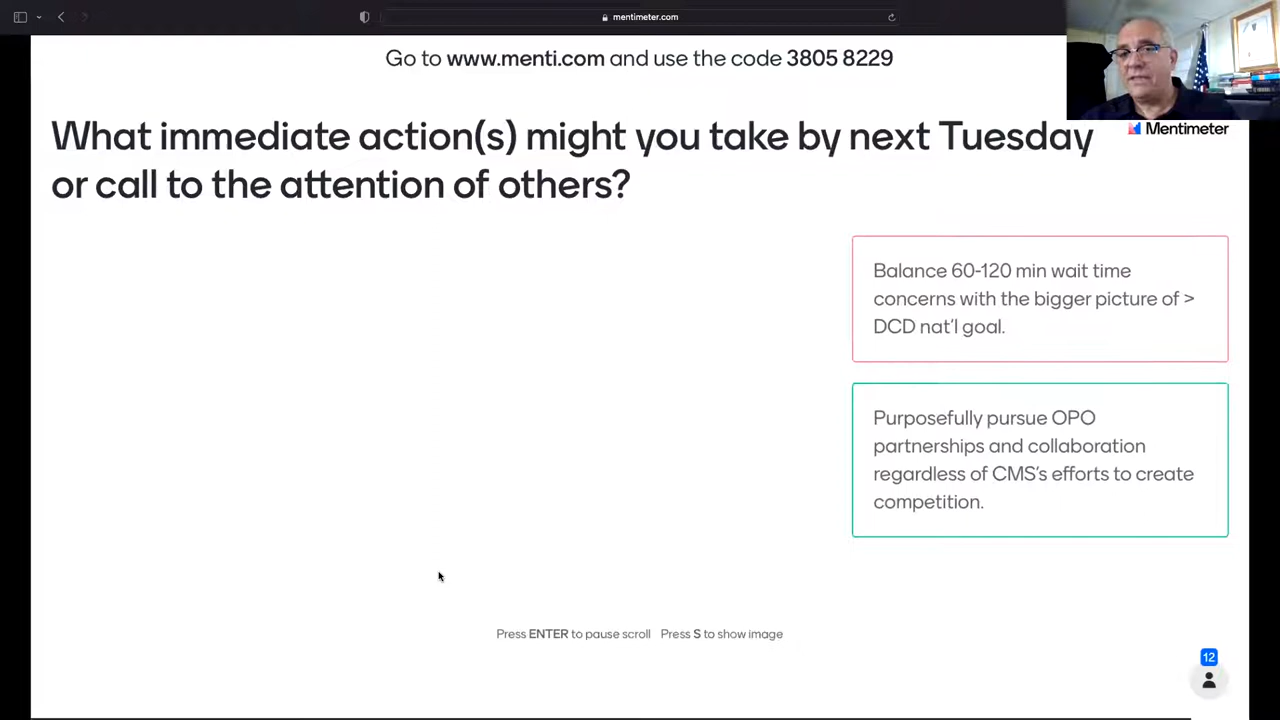 mentimeter.com
Go to www.menti.com and use the code 3805 8229
Mentimeter
What immediate action(s) might you take by next Tuesday
or call to the attention of others?
Balance 60-120 min wait time
concerns with the bigger picture of >
DCD nat'l goal.
Purposefully pursue OPO
partnerships and collaboration
regardless of CMS's efforts to create
competition.
Press ENTER to pause scroll Press S to show image
12